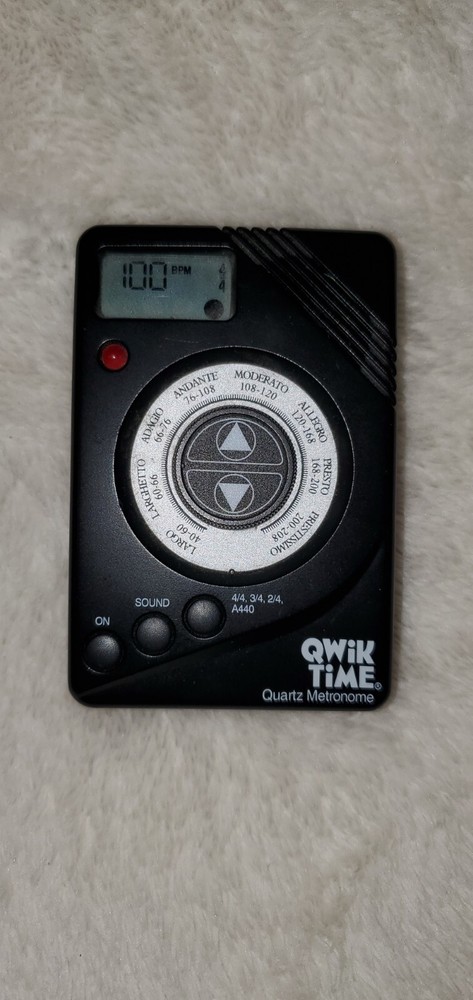 100 BPM
4
4
ANDANTE
76-108
MODERATO
108-120
ADAGIO
66-76
ALLEGRO
120-168
LARGHETTO
60-66
PRESTO
168-200
LARGO
40-60
PRESTISSIMO
200-208
ON
SOUND
4/4, 3/4, 2/4,
A440
QWiK
TiME®
Quartz Metronome